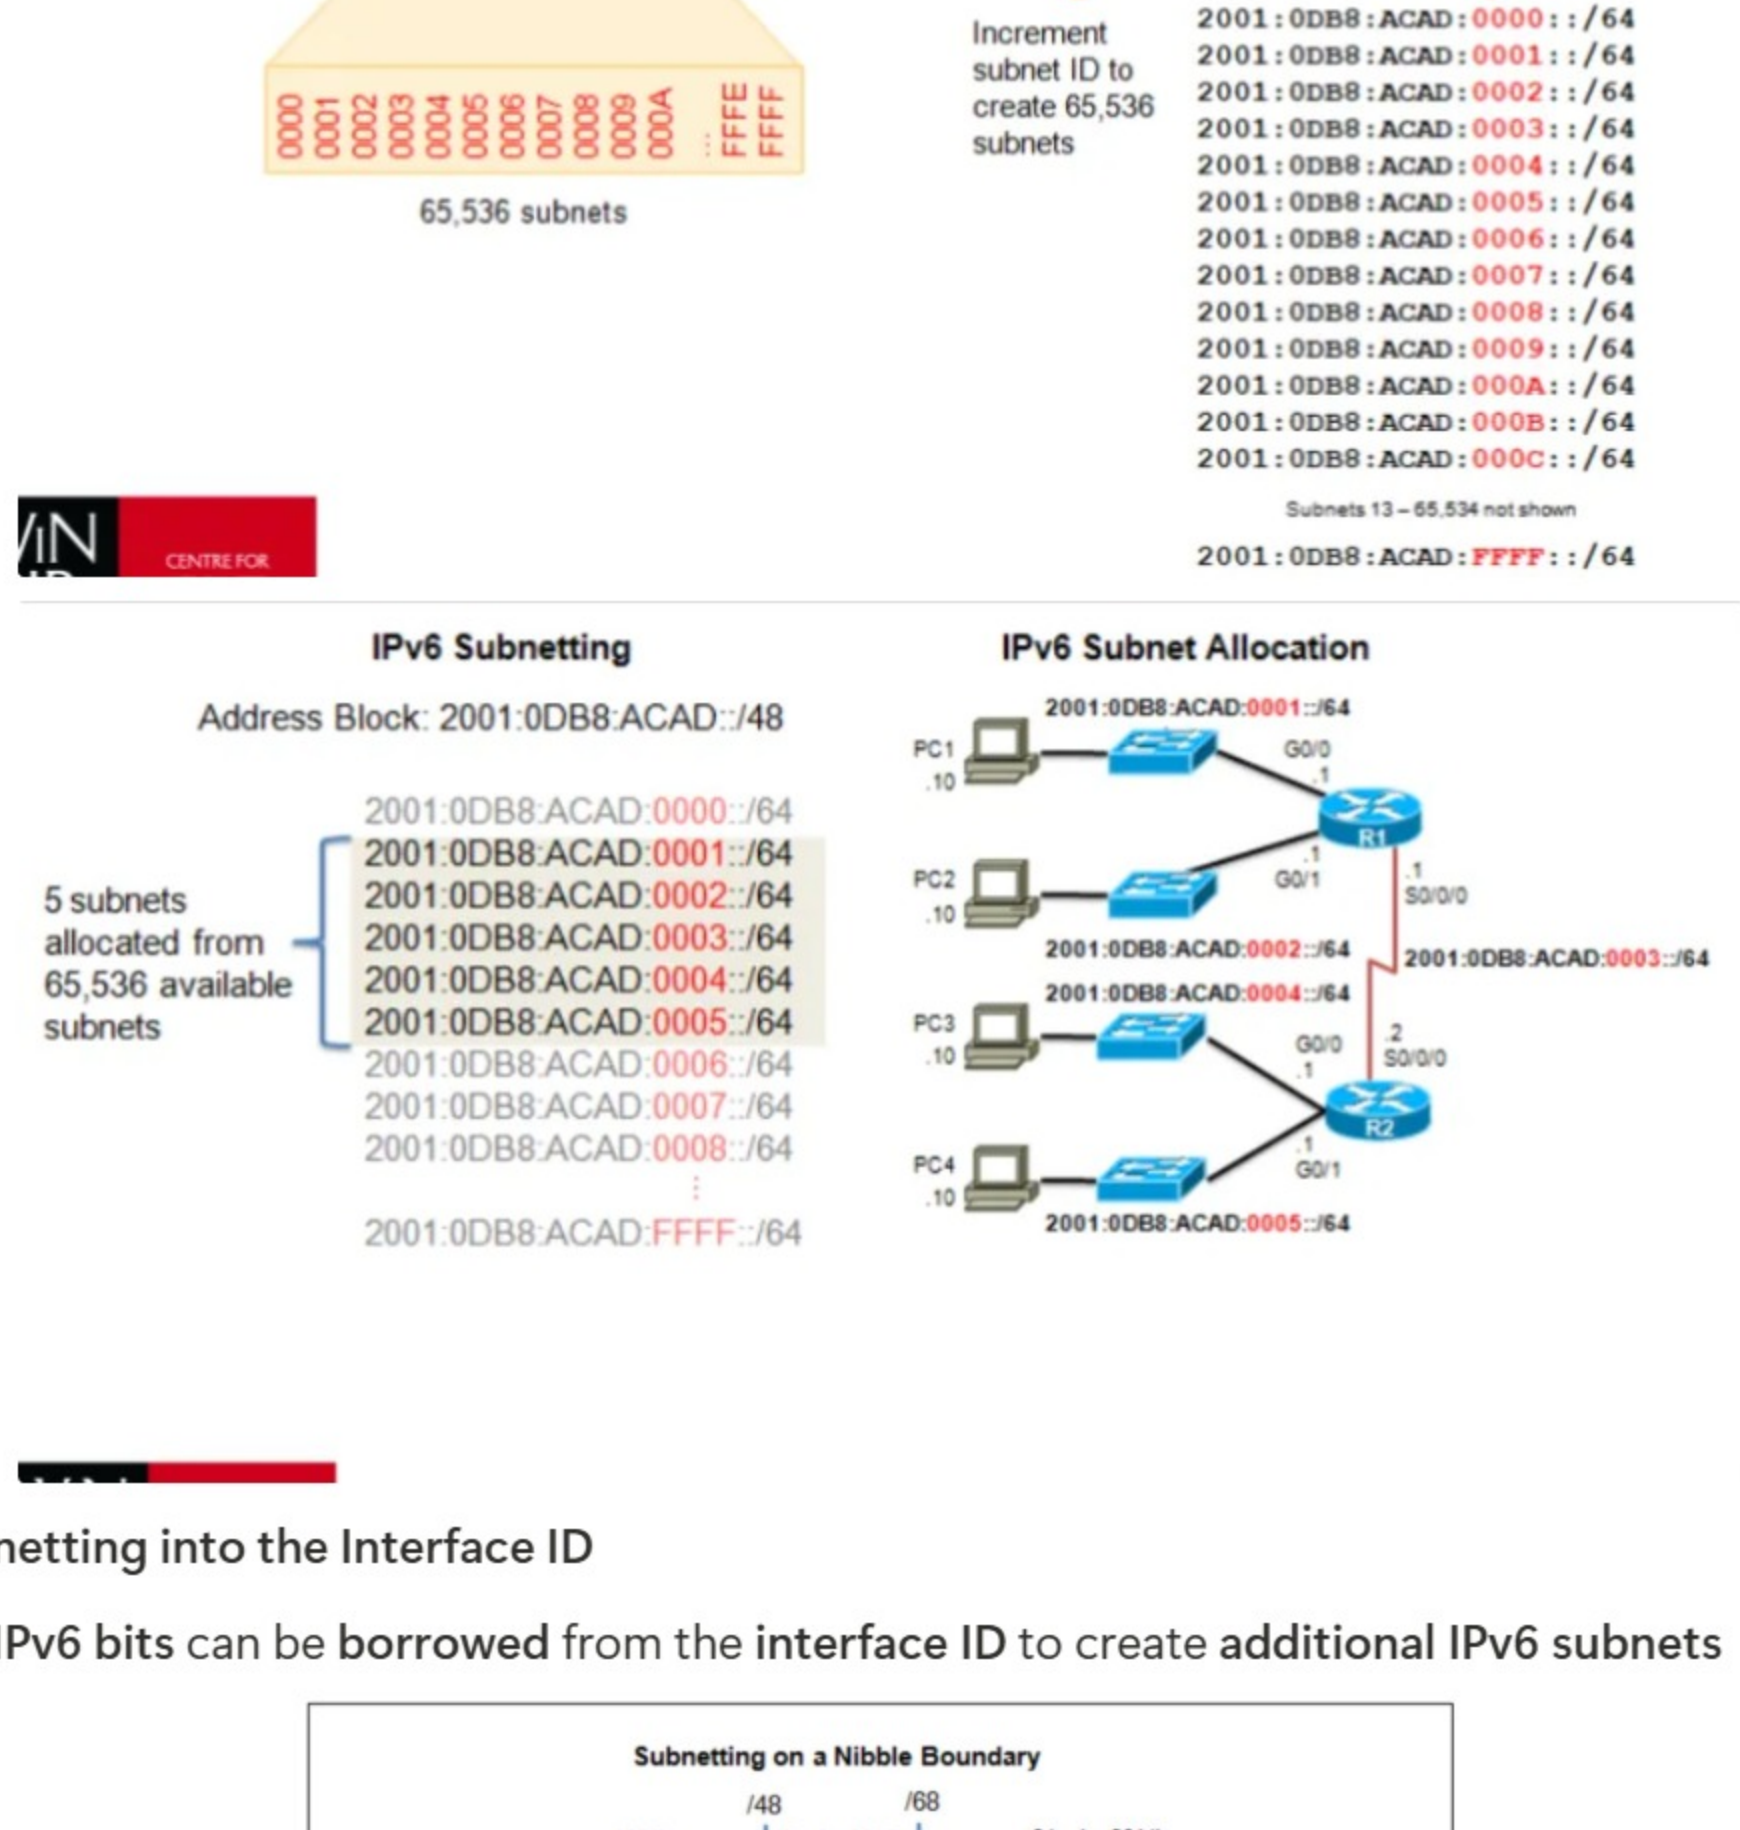 0000
0001
0002
0003
0004
0005
0006
0007
0008
0009
000A
...
FFFE
FFFF
65,536 subnets
Increment
subnet ID to
create 65,536
subnets
2001:0DB8:ACAD:0000::/64
2001:0DB8:ACAD:0001::/64
2001:0DB8:ACAD:0002::/64
2001:0DB8:ACAD:0003::/64
2001:0DB8:ACAD:0004::/64
2001:0DB8:ACAD:0005::/64
2001:0DB8:ACAD:0006::/64
2001:0DB8:ACAD:0007::/64
2001:0DB8:ACAD:0008::/64
2001:0DB8:ACAD:0009::/64
2001:0DB8:ACAD:000A::/64
2001:0DB8:ACAD:000B::/64
2001:0DB8:ACAD:000C::/64
Subnets 13 – 65,534 not shown
2001:0DB8:ACAD:FFFF::/64
CENTRE FOR
IPv6 Subnetting
Address Block: 2001:0DB8:ACAD::/48
2001:0DB8:ACAD:0000::/64
2001:0DB8:ACAD:0001::/64
2001:0DB8:ACAD:0002::/64
2001:0DB8:ACAD:0003::/64
2001:0DB8:ACAD:0004::/64
2001:0DB8:ACAD:0005::/64
2001:0DB8:ACAD:0006::/64
2001:0DB8:ACAD:0007::/64
2001:0DB8:ACAD:0008::/64
⋮
2001:0DB8:ACAD:FFFF::/64
5 subnets
allocated from
65,536 available
subnets
IPv6 Subnet Allocation
2001:0DB8:ACAD:0001::/64
PC1
.10
G0/0
.1
R1
.1
G0/1
PC2
.10
.1
S0/0/0
2001:0DB8:ACAD:0002::/64
2001:0DB8:ACAD:0003::/64
2001:0DB8:ACAD:0004::/64
PC3
.10
G0/0
.1
.2
S0/0/0
R2
.1
G0/1
PC4
.10
2001:0DB8:ACAD:0005::/64
netting into the Interface ID
IPv6 bits can be borrowed from the interface ID to create additional IPv6 subnets
Subnetting on a Nibble Boundary
/48
/68